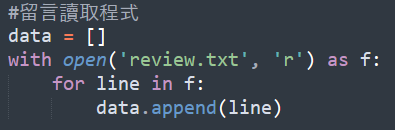 #留言讀取程式
data = []
with open('review.txt', 'r') as f:
    for line in f:
        data.append(line)